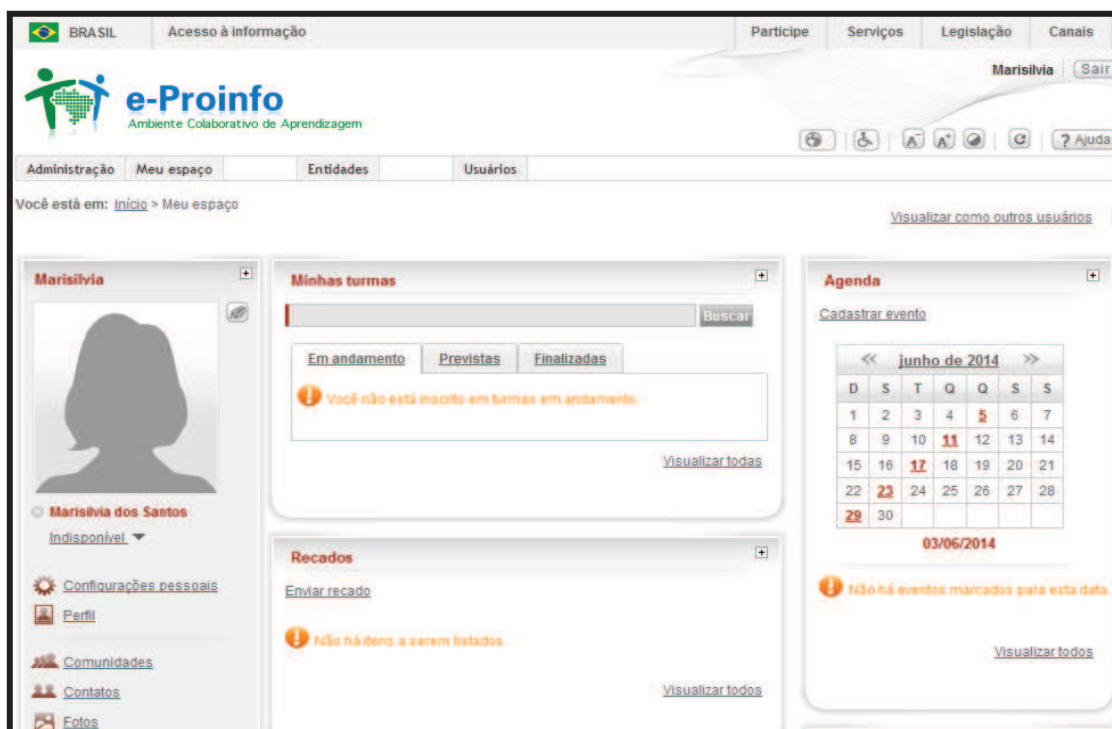 BRASIL Acesso à informação Participe Serviços Legislação Canais
Marisilvia Sair
e-Proinfo
Ambiente Colaborativo de Aprendizagem
A- A+ ? Ajuda
Administração Meu espaço Entidades Usuários
Você está em: Início > Meu espaço
Visualizar como outros usuários
Marisilvia
Marisilvia dos Santos
Indisponível
Configurações pessoais
Perfil
Comunidades
Contatos
Fotos
Minhas turmas
Buscar
Em andamento Previstas Finalizadas
Você não está inscrito em turmas em andamento.
Visualizar todas
Recados
Enviar recado
Não há itens a serem listados.
Visualizar todos
Agenda
Cadastrar evento
<< junho de 2014 >>
D S T Q Q S S
1 2 3 4 5 6 7
8 9 10 11 12 13 14
15 16 17 18 19 20 21
22 23 24 25 26 27 28
29 30
03/06/2014
Não há eventos marcados para esta data
Visualizar todos